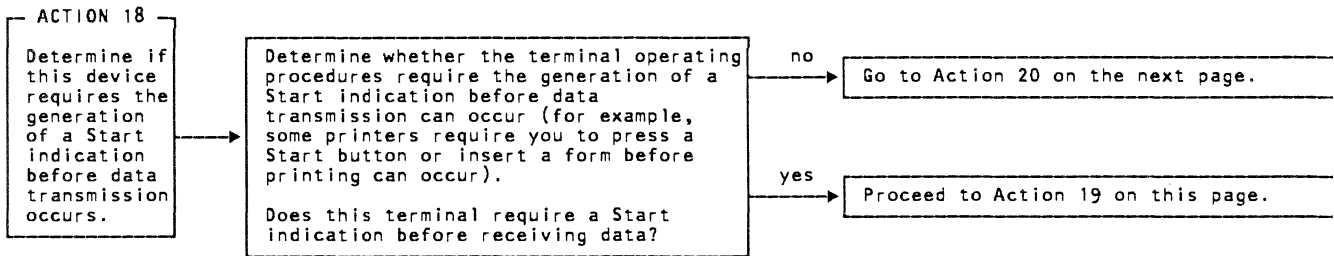 ACTION 18
Determine if
this device
requires the
generation
of a Start
indication
before data
transmission
occurs.
Determine whether the terminal operating
procedures require the generation of a
Start indication before data
transmission can occur (for example,
some printers require you to press a
Start button or insert a form before
printing can occur).
Does this terminal require a Start
indication before receiving data?
no
Go to Action 20 on the next page.
yes
Proceed to Action 19 on this page.